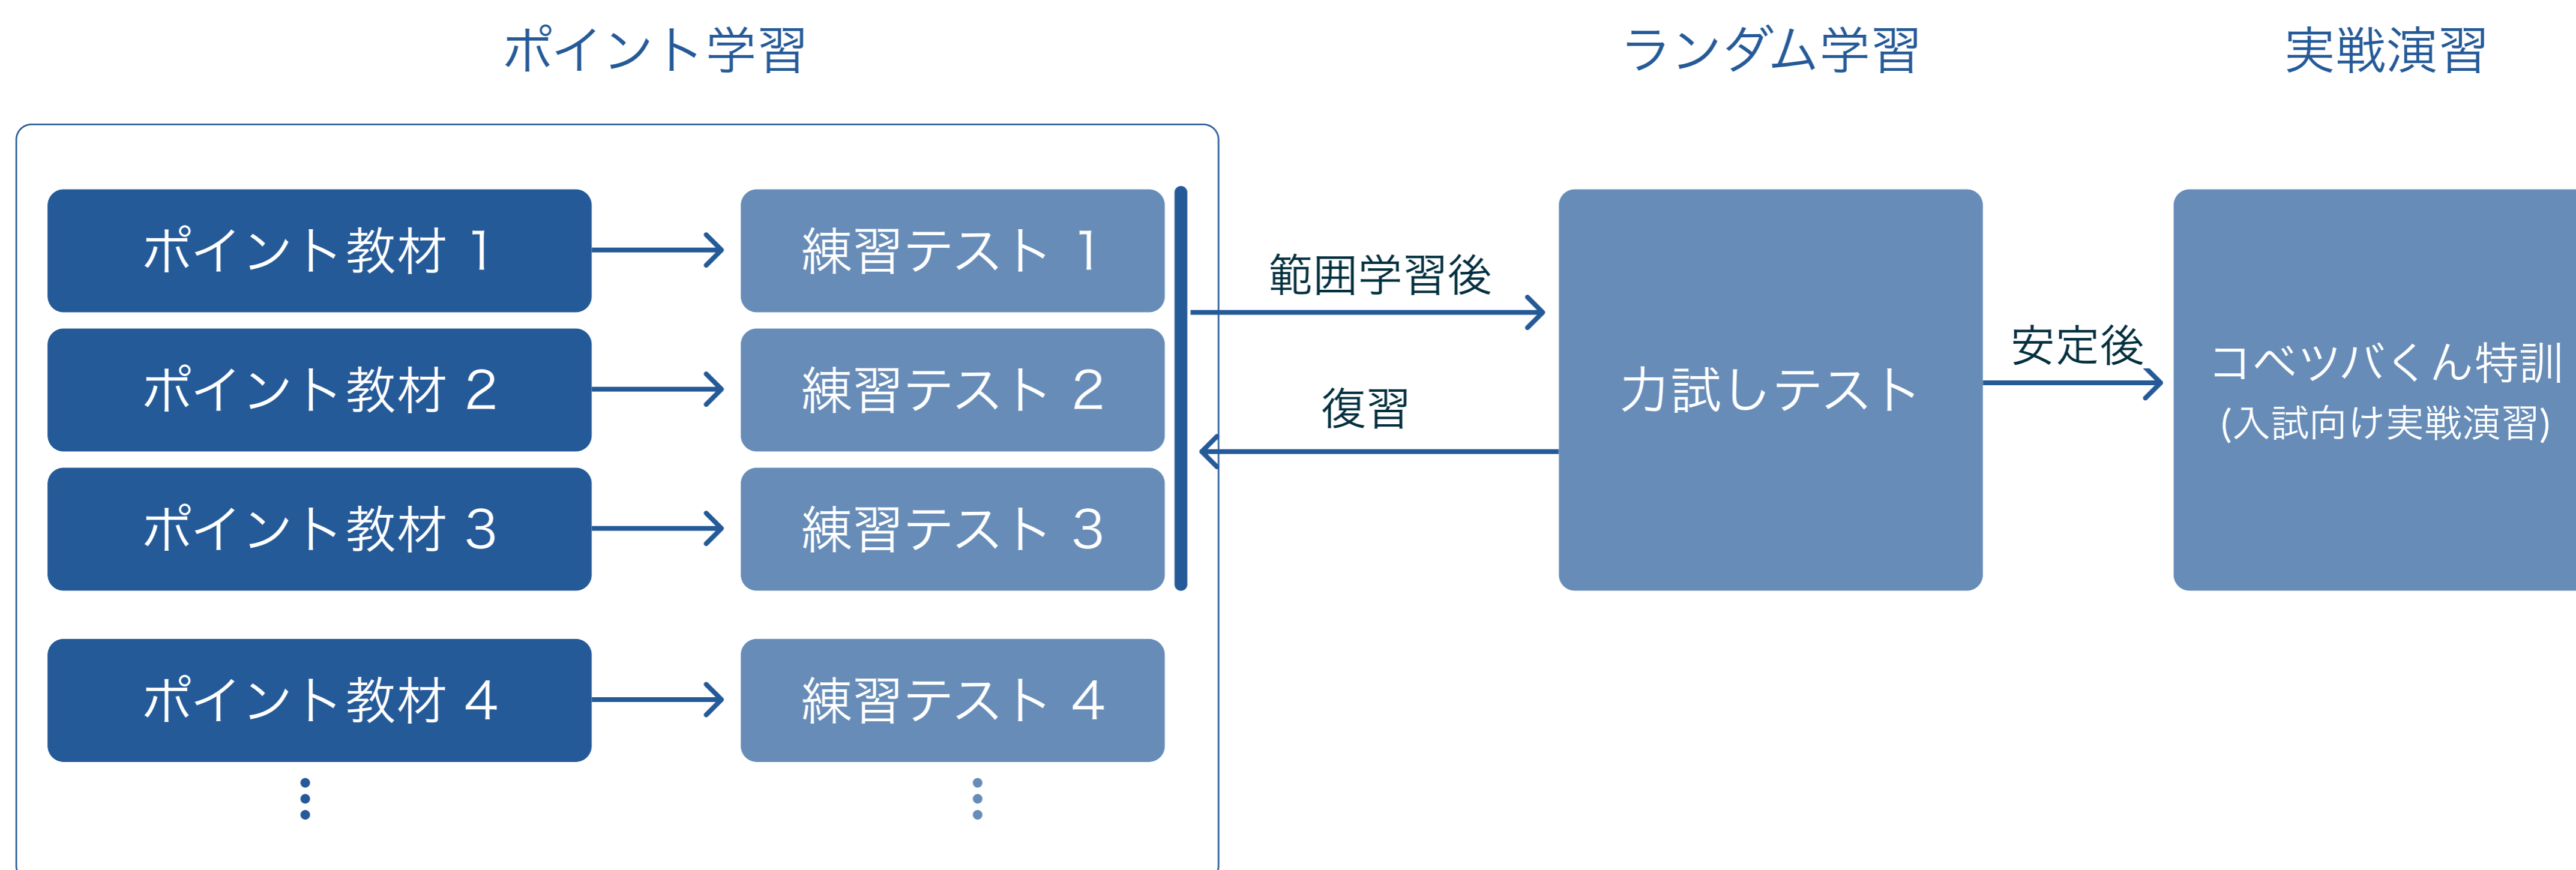 ポイント学習
ランダム学習
実戦演習
ポイント教材 1
練習テスト 1
ポイント教材 2
練習テスト 2
ポイント教材 3
練習テスト 3
ポイント教材 4
練習テスト 4
範囲学習後
復習
力試しテスト
安定後
コベツバくん特訓
(入試向け実戦演習)